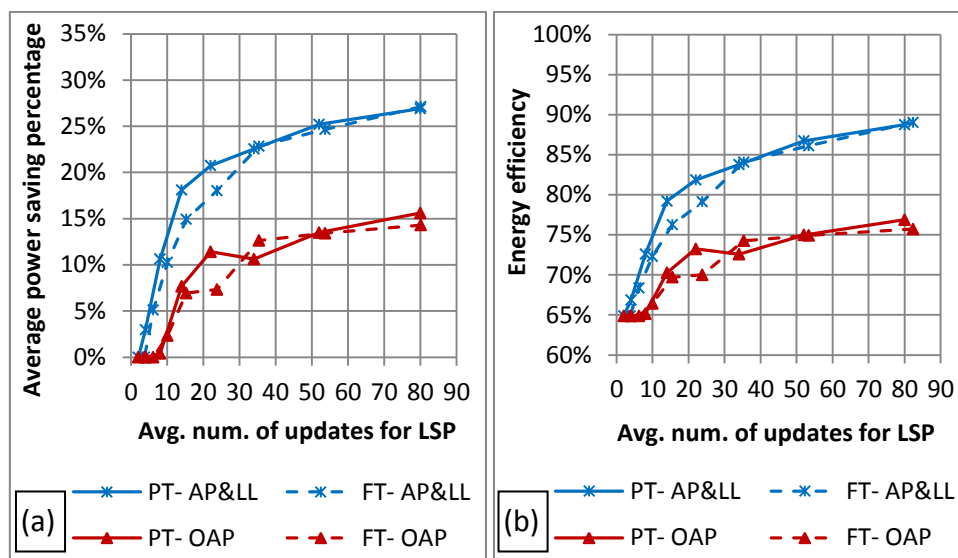 35%
30%
25%
20%
15%
10%
5%
0%
Average power saving percentage
0 10 20 30 40 50 60 70 80 90
Avg. num. of updates for LSP
PT- AP&LL FT- AP&LL
PT- OAP FT- OAP
(a)
100%
95%
90%
85%
80%
75%
70%
65%
60%
Energy efficiency
0 10 20 30 40 50 60 70 80 90
Avg. num. of updates for LSP
PT- AP&LL FT- AP&LL
PT- OAP FT- OAP
(b)